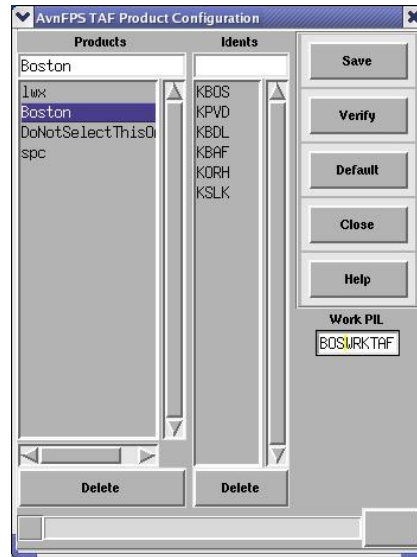 AvnFPS TAF Product Configuration
Products
Idents
Boston
lwx
Boston
DoNotSelectThisO
spc
KBOS
KPVD
KBDL
KBAF
KORH
KSLK
Save
Verify
Default
Close
Help
Work PIL
BOSWRKTAF
Delete
Delete